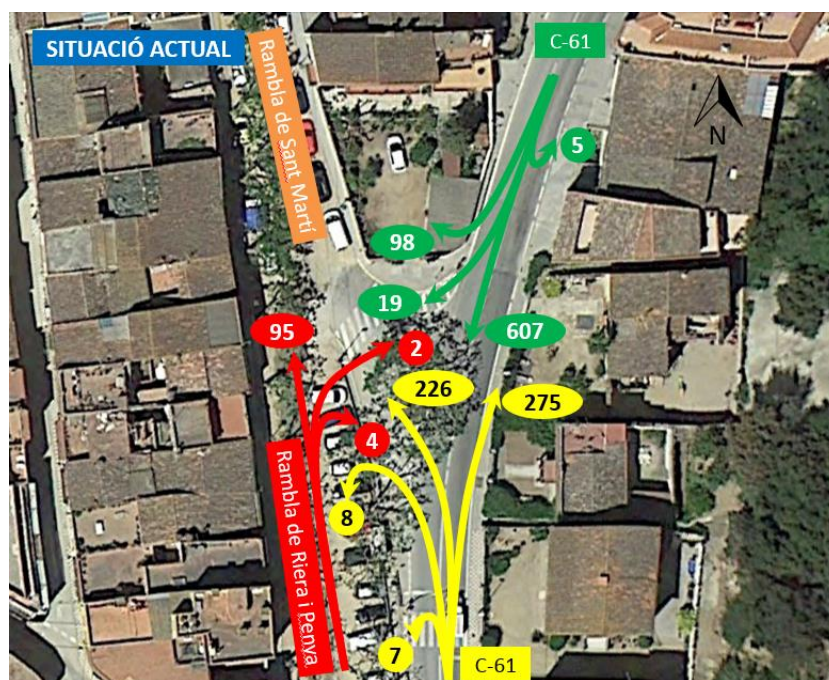 SITUACIÓ ACTUAL
Rambla de Sant Martí
C-61
N
5
98
19
607
95
2
226
275
4
8
Rambla de Riera i Penya
7
C-61